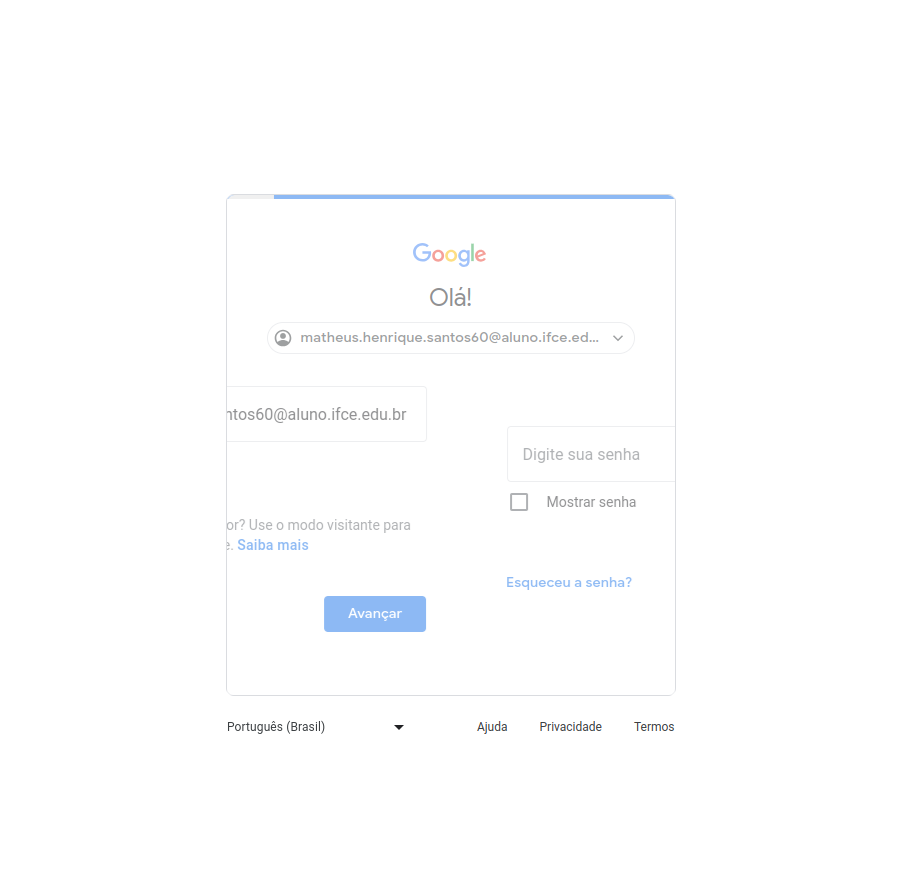 Google
Olá!
matheus.henrique.santos60@aluno.ifce.ed...
ntos60@aluno.ifce.edu.br
Digite sua senha
Mostrar senha
or? Use o modo visitante para
e. Saiba mais
Esqueceu a senha?
Avançar
Português (Brasil)
Ajuda Privacidade Termos